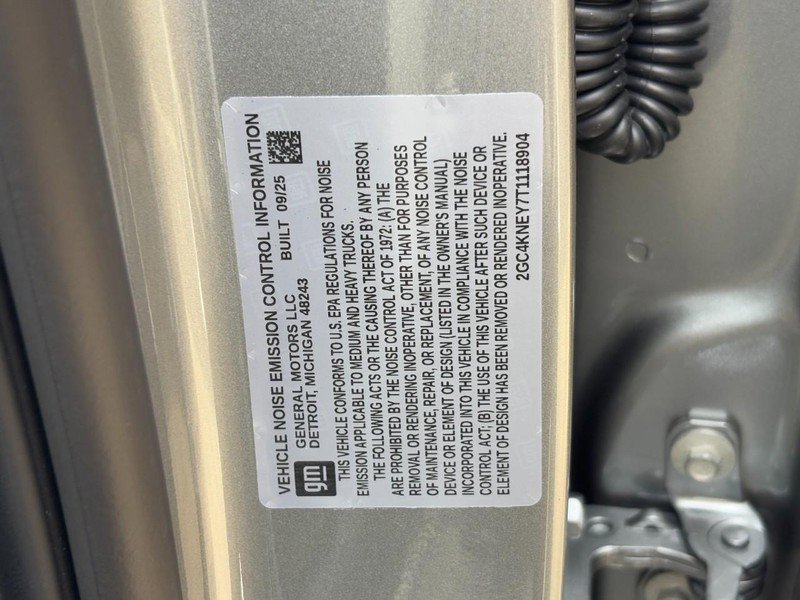 VEHICLE NOISE EMISSION CONTROL INFORMATION
gm
GENERAL MOTORS LLC
DETROIT, MICHIGAN 48243 BUILT 09/25
THIS VEHICLE CONFORMS TO U.S. EPA REGULATIONS FOR NOISE
EMISSION APPLICABLE TO MEDIUM AND HEAVY TRUCKS.
THE FOLLOWING ACTS OR THE CAUSING THEREOF BY ANY PERSON
ARE PROHIBITED BY THE NOISE CONTROL ACT OF 1972: (A) THE
REMOVAL OR RENDERING INOPERATIVE, OTHER THAN FOR PURPOSES
OF MAINTENANCE, REPAIR, OR REPLACEMENT, OF ANY NOISE CONTROL
DEVICE OR ELEMENT OF DESIGN (LISTED IN THE OWNER'S MANUAL)
INCORPORATED INTO THIS VEHICLE IN COMPLIANCE WITH THE NOISE
CONTROL ACT; (B) THE USE OF THIS VEHICLE AFTER SUCH DEVICE OR
ELEMENT OF DESIGN HAS BEEN REMOVED OR RENDERED INOPERATIVE.
2GC4KNEY7T1118904